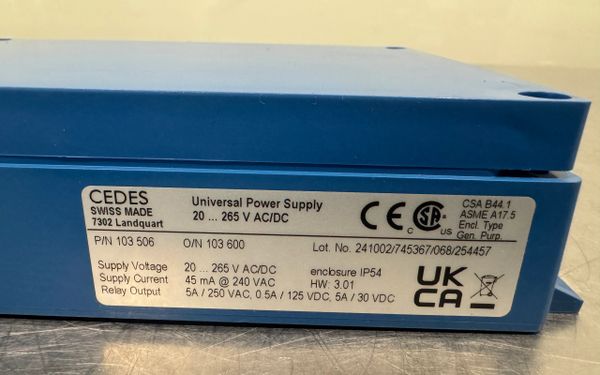 CEDES
SWISS MADE
7302 Landquart
Universal Power Supply
20 ... 265 V AC/DC
CE
C SA US
CSA B44.1
ASME A17.5
Encl. Type
Gen. Purp.
P/N 103 506
O/N 103 600
Lot. No. 241002/745367/068/254457
Supply Voltage 20 ... 265 V AC/DC
Supply Current 45 mA @ 240 VAC
Relay Output 5A / 250 VAC, 0.5A / 125 VDC, 5A / 30 VDC
enclosure IP54
HW: 3.01
UK
CA